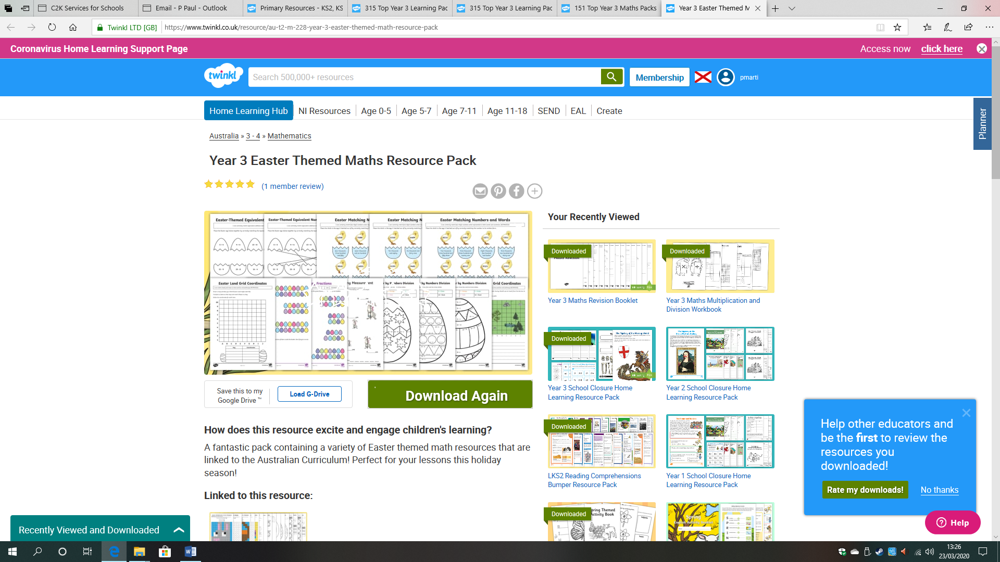 C2K Services for Schools
Email - P Paul - Outlook
Primary Resources - KS2, KS
315 Top Year 3 Learning Pac
315 Top Year 3 Learning Pac
151 Top Year 3 Maths Packs
Year 3 Easter Themed M
Twinkl LTD [GB]
https://www.twinkl.co.uk/resource/au-t2-m-228-year-3-easter-themed-math-resource-pack
Coronavirus Home Learning Support Page
Access now click here
twinkl
Search 500,000+ resources
Membership
pmarti
Home Learning Hub
NI Resources
Age 0-5
Age 5-7
Age 7-11
Age 11-18
SEND
EAL
Create
Planner
Australia » 3 - 4 » Mathematics
Year 3 Easter Themed Maths Resource Pack
(1 member review)
Easter-Themed Equivalent
Easter-Themed Equivalent Nu
Easter Matching N
Easter Matching N
Easter Matching Numbers and Words
Easter Land Grid Coordinates
Fractions
by Numbers Division
Grid Coordinates
Save this to my
Google Drive ™
Load G-Drive
Download Again
How does this resource excite and engage children's learning?
A fantastic pack containing a variety of Easter themed math resources that are
linked to the Australian Curriculum! Perfect for your lessons this holiday
season!
Linked to this resource:
Your Recently Viewed
Downloaded
Downloaded
Year 3 Maths Revision Booklet
Year 3 Maths Multiplication and
Division Workbook
Downloaded
The Mystery of the Missing Shield
Year 3 School Closure Home
Learning Resource Pack
Year 2 School Closure Home
Learning Resource Pack
Downloaded
LKS2 Reading Comprehensions
Bumper Resource Pack
Year 1 School Closure Home
Learning Resource Pack
Downloaded
Spring
Help other educators and
be the first to review the
resources you
downloaded!
Rate my downloads!
No thanks
Help
Recently Viewed and Downloaded
13:26
23/03/2020